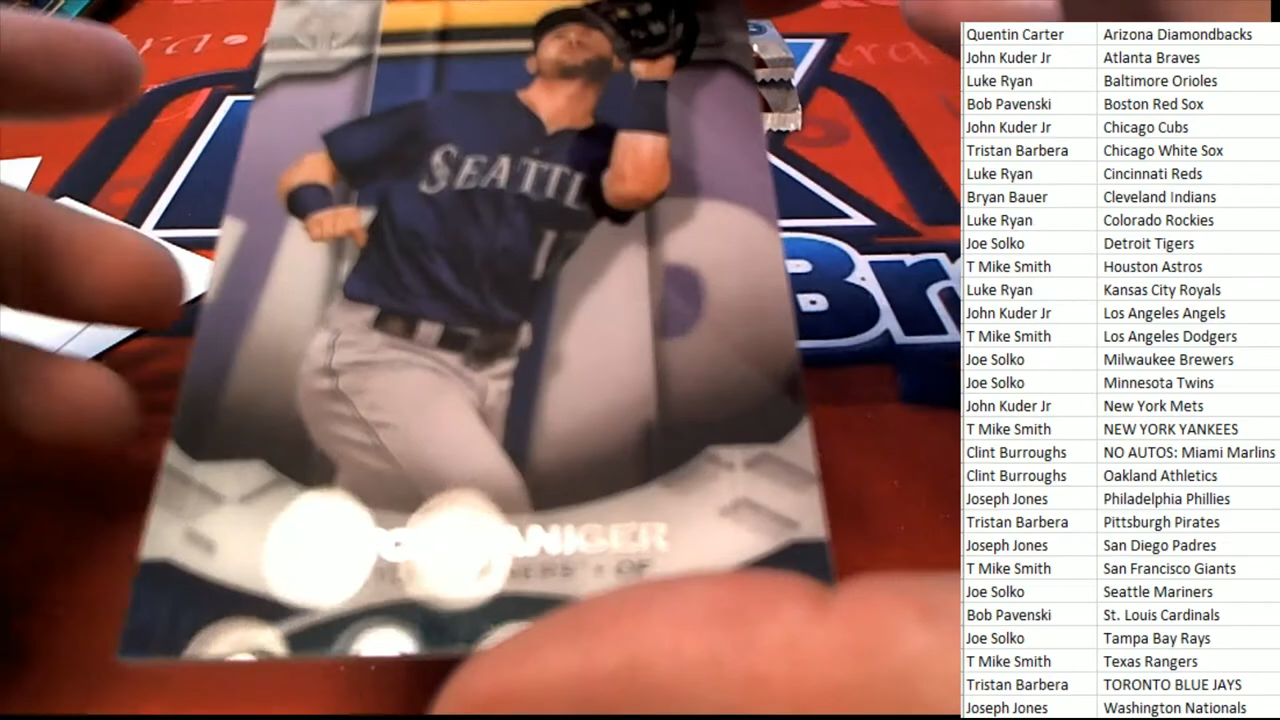 SEATTL
17
ANIGER
OF
Br
Quentin Carter Arizona Diamondbacks
John Kuder Jr Atlanta Braves
Luke Ryan Baltimore Orioles
Bob Pavenski Boston Red Sox
John Kuder Jr Chicago Cubs
Tristan Barbera Chicago White Sox
Luke Ryan Cincinnati Reds
Bryan Bauer Cleveland Indians
Luke Ryan Colorado Rockies
Joe Solko Detroit Tigers
T Mike Smith Houston Astros
Luke Ryan Kansas City Royals
John Kuder Jr Los Angeles Angels
T Mike Smith Los Angeles Dodgers
Joe Solko Milwaukee Brewers
Joe Solko Minnesota Twins
John Kuder Jr New York Mets
T Mike Smith NEW YORK YANKEES
Clint Burroughs NO AUTOS: Miami Marlins
Clint Burroughs Oakland Athletics
Joseph Jones Philadelphia Phillies
Tristan Barbera Pittsburgh Pirates
Joseph Jones San Diego Padres
T Mike Smith San Francisco Giants
Joe Solko Seattle Mariners
Bob Pavenski St. Louis Cardinals
Joe Solko Tampa Bay Rays
T Mike Smith Texas Rangers
Tristan Barbera TORONTO BLUE JAYS
Joseph Jones Washington Nationals